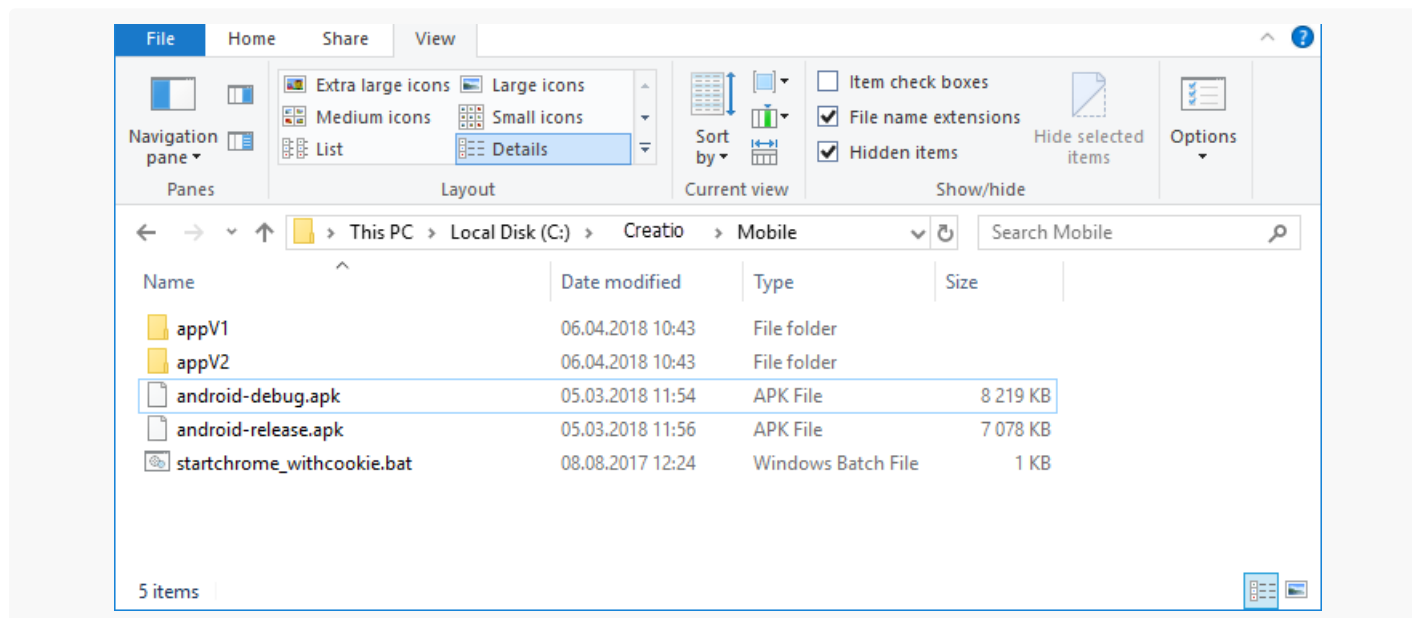 File Home Share View
Extra large icons Large icons
Medium icons Small icons
List Details
Navigation pane
Panes
Layout
Sort by
Current view
Item check boxes
File name extensions
Hidden items
Hide selected items
Show/hide
Options
This PC > Local Disk (C:) > Creatio > Mobile
Search Mobile
Name Date modified Type Size
appV1 06.04.2018 10:43 File folder
appV2 06.04.2018 10:43 File folder
android-debug.apk 05.03.2018 11:54 APK File 8 219 KB
android-release.apk 05.03.2018 11:56 APK File 7 078 KB
startchrome_withcookie.bat 08.08.2017 12:24 Windows Batch File 1 KB
5 items